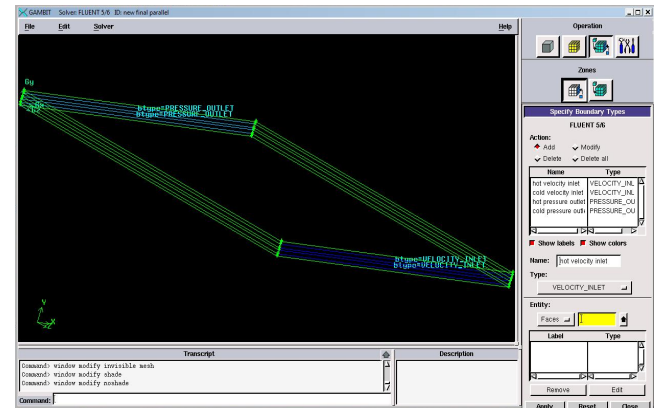 GAMBIT Solver: FLUENT 5/6 ID: new final parallel
File Edit Solver Help
Operation
Zones
Specify Boundary Types
FLUENT 5/6
Action:
Add Modify
Delete Delete all
Name Type
hot velocity inlet VELOCITY_INL
cold velocity inlet VELOCITY_INL
hot pressure outlet PRESSURE_OU
cold pressure outl PRESSURE_OU
Show labels Show colors
Name: hot velocity inlet
Type:
VELOCITY_INLET
Entity:
Faces
Label Type
Remove Edit
Apply Reset Close
Gy
btype=PRESSURE_OUTLET
btype=PRESSURE_OUTLET
btype=VELOCITY_INLET
btype=VELOCITY_INLET
Y
Z X
Transcript
Command> window modify invisible mesh
Command> window modify shade
Command> window modify noshade
Command:
Description